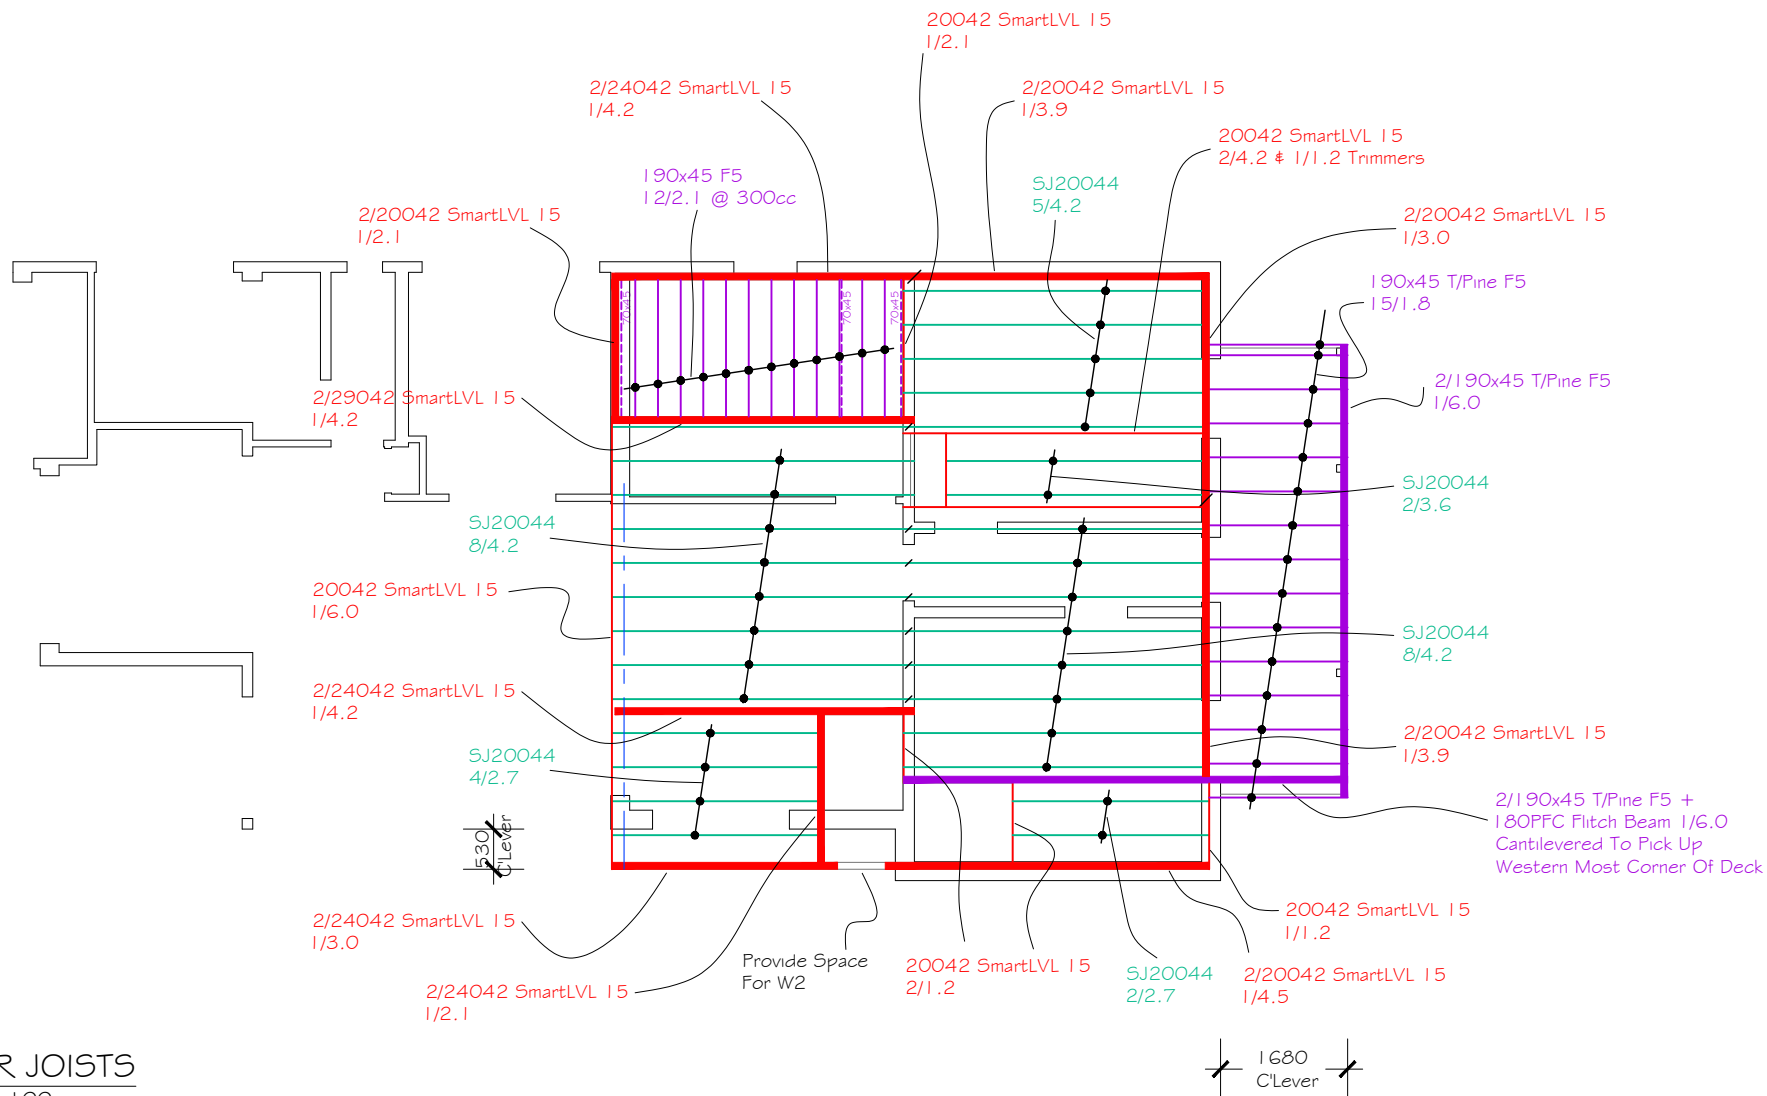 20042 SmartLVL 15
1/2.1
2/24042 SmartLVL 15
1/4.2
2/20042 SmartLVL 15
1/3.9
20042 SmartLVL 15
2/4.2 & 1/1.2 Trimmers
190x45 F5
12/2.1 @ 300cc
SJ20044
5/4.2
2/20042 SmartLVL 15
1/2.1
2/20042 SmartLVL 15
1/3.0
190x45 T/Pine F5
15/1.8
70x45
70x45
70x45
2/29042 SmartLVL 15
1/4.2
2/190x45 T/Pine F5
1/6.0
SJ20044
2/3.6
SJ20044
8/4.2
20042 SmartLVL 15
1/6.0
SJ20044
8/4.2
2/24042 SmartLVL 15
1/4.2
2/20042 SmartLVL 15
1/3.9
SJ20044
4/2.7
2/190x45 T/Pine F5 +
180PFC Flitch Beam 1/6.0
Cantilevered To Pick Up
Western Most Corner Of Deck
530
C'Lever
2/24042 SmartLVL 15
1/3.0
20042 SmartLVL 15
1/1.2
Provide Space
For W2
20042 SmartLVL 15
2/1.2
SJ20044
2/2.7
2/20042 SmartLVL 15
1/4.5
2/24042 SmartLVL 15
1/2.1
R JOISTS
1680
C'Lever